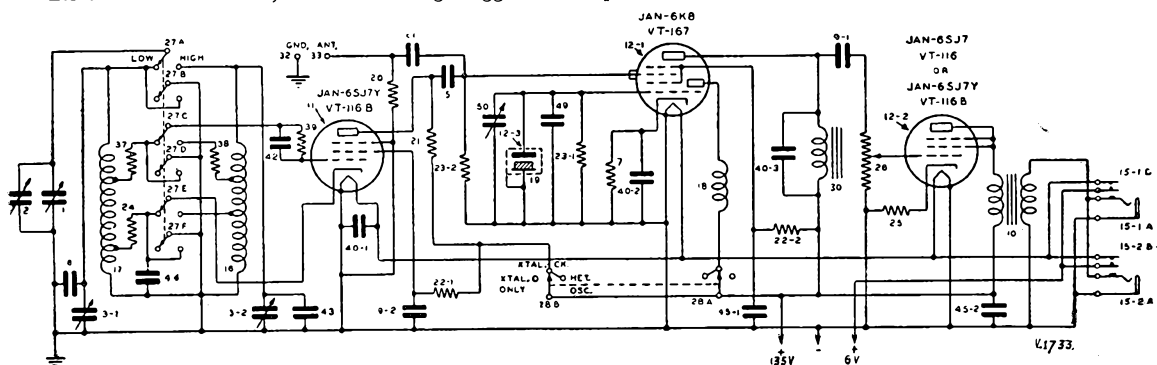 JAN-6K8
VT-167
12-1
JAN-6SJ7
VT-116
OR
JAN-6SJ7Y
VT-116B
12-2
JAN-6SJ7Y
VT-116B
11
GND.
32
ANT.
33
27A
LOW
HIGH
27B
27C
27D
27E
27F
37
38
24
39
42
44
17
16
2
1
8
3-1
3-2
43
20
5
21
23-2
40-1
22-1
9-2
50
12-3
19
49
23-1
7
40-2
18
XTAL. CK.
XTAL.
ONLY
HET.
OSC.
28B
28A
9-1
40-3
30
26
22-2
25
10
45-1
45-2
+
135V
-
+
6V
15-1C
15-1A
15-2B
15-2A
V.1733.